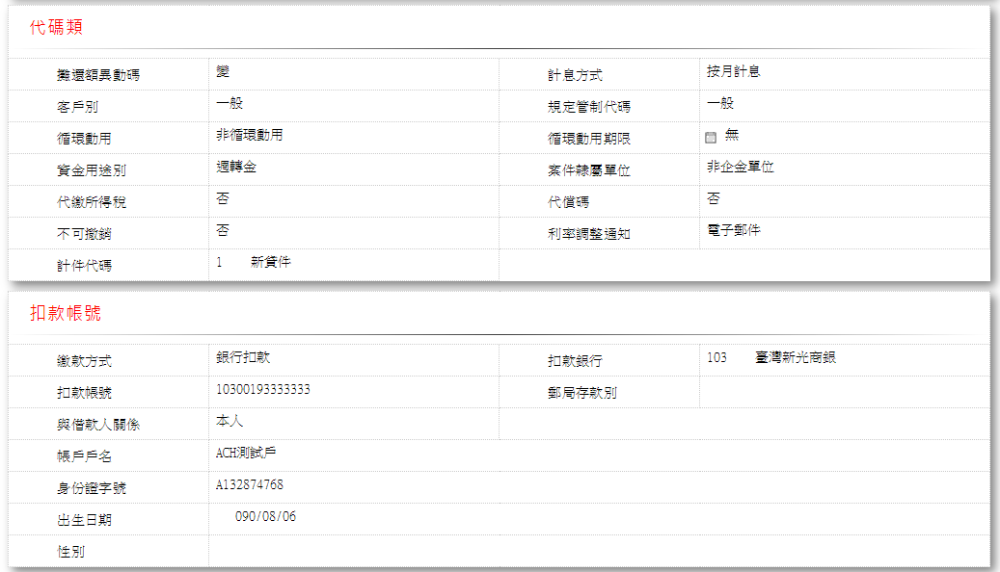 代碼類
攤還額異動碼 變 計息方式 按月計息
客戶別 一般 規定管制代碼 一般
循環動用 非循環動用 循環動用期限 無
資金用途別 週轉金 案件隸屬單位 非企金單位
代繳所得稅 否 代償碼 否
不可撤銷 否 利率調整通知 電子郵件
計件代碼 1 新貸件
扣款帳號
繳款方式 銀行扣款 扣款銀行 103 臺灣新光商銀
扣款帳號 10300193333333 郵局存款別
與借款人關係 本人
帳戶戶名 ACH測試戶
身份證字號 A132874768
出生日期 090/08/06
性別